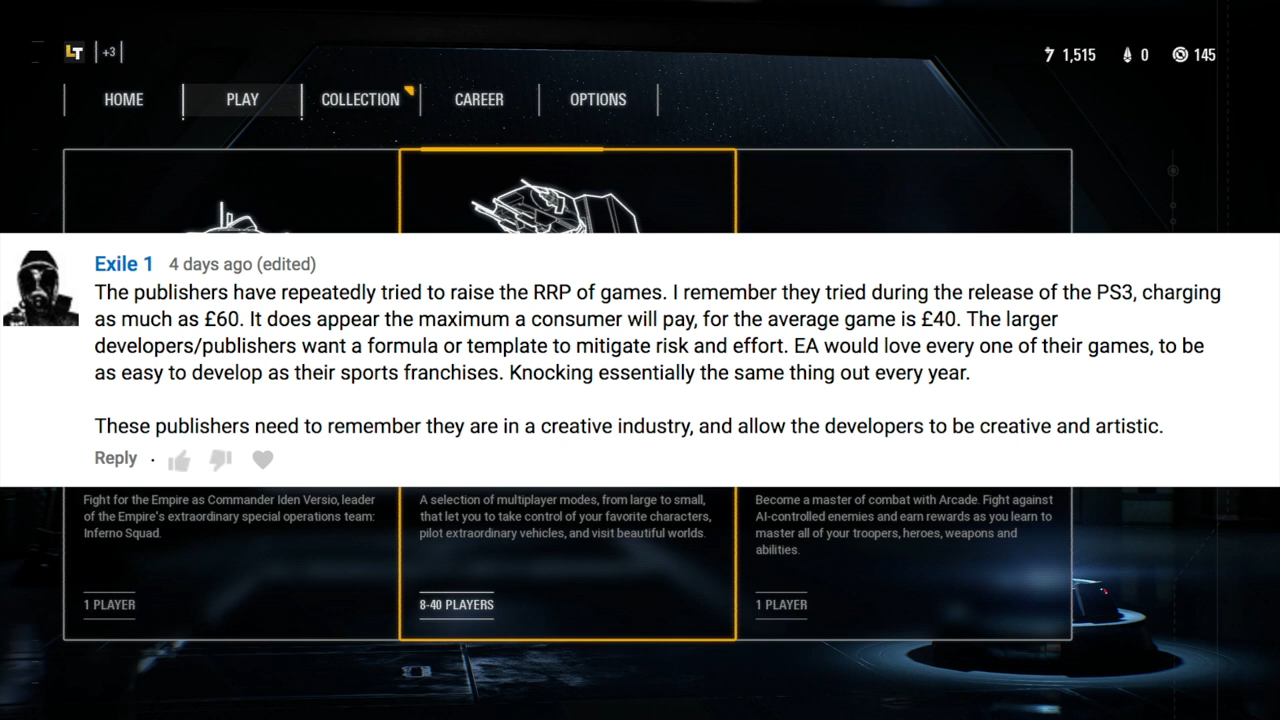 LT +3 1,515 0 145
HOME PLAY COLLECTION CAREER OPTIONS
Exile 1 4 days ago (edited)
The publishers have repeatedly tried to raise the RRP of games. I remember they tried during the release of the PS3, charging
as much as £60. It does appear the maximum a consumer will pay, for the average game is £40. The larger
developers/publishers want a formula or template to mitigate risk and effort. EA would love every one of their games, to be
as easy to develop as their sports franchises. Knocking essentially the same thing out every year.
These publishers need to remember they are in a creative industry, and allow the developers to be creative and artistic.
Reply ·
Fight for the Empire as Commander Iden Versio, leader
of the Empire's extraordinary special operations team:
Inferno Squad.
1 PLAYER
A selection of multiplayer modes, from large to small,
that let you to take control of your favorite characters,
pilot extraordinary vehicles, and visit beautiful worlds.
8-40 PLAYERS
Become a master of combat with Arcade. Fight against
AI-controlled enemies and earn rewards as you learn to
master all of your troopers, heroes, weapons and
abilities.
1 PLAYER